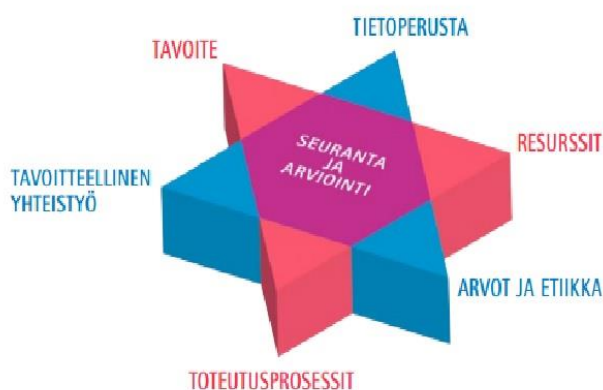 TIETOPERUSTA
TAVOITE
RESURSSIT
SEURANTA
JA
ARVIOINTI
TAVOITTEELLINEN
YHTEISTYÖ
ARVOT JA ETIIKKA
TOTEUTUSPROSESSIT